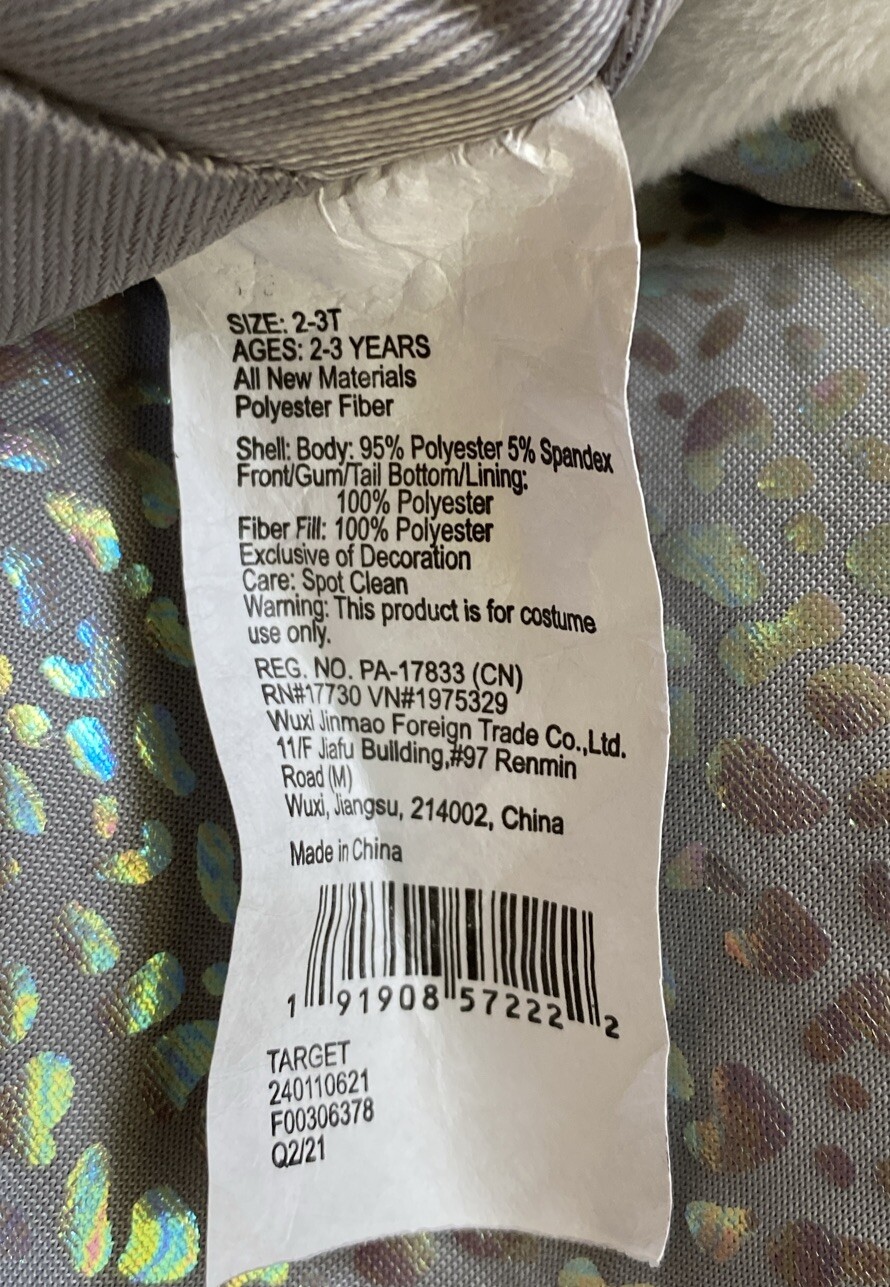 SIZE: 2-3T
AGES: 2-3 YEARS
All New Materials
Polyester Fiber
Shell: Body: 95% Polyester 5% Spandex
Front/Gum/Tail Bottom/Lining:
100% Polyester
Fiber Fill: 100% Polyester
Exclusive of Decoration
Care: Spot Clean
Warning: This product is for costume
use only.
REG. NO. PA-17833 (CN)
RN#17730 VN#1975329
Wuxi Jinmao Foreign Trade Co.,Ltd.
11/F Jiafu Building,#97 Renmin
Road (M)
Wuxi, Jiangsu, 214002, China
Made in China
1 91908 57222 2
TARGET
240110621
F00306378
Q2/21